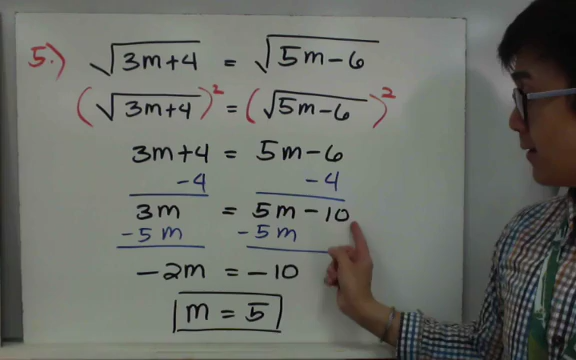 5.) √3m+4 = √5m-6
(√3m+4)² = (√5m-6)²
3m+4 = 5m-6
-4 -4
3m = 5m-10
-5m -5m
-2m = -10
m = 5